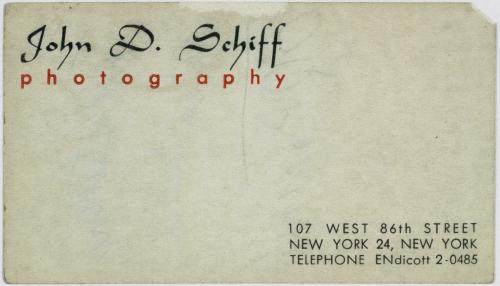 John D. Schiff
photography
107 WEST 86th STREET
NEW YORK 24, NEW YORK
TELEPHONE ENdicott 2-0485